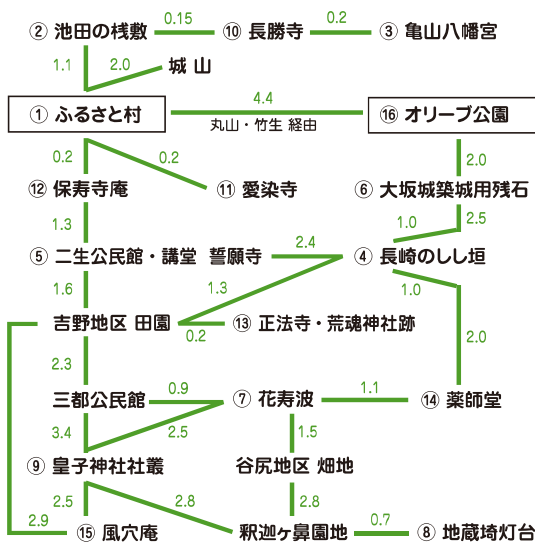 0.15 0.2
② 池田の桟敷 ⑩ 長勝寺 ③ 亀山八幡宮
1.1 2.0 城 山
4.4
① ふるさと村 ⑯ オリーブ公園
丸山・竹生 経由
0.2 0.2 2.0
⑫ 保寿寺庵 ⑪ 愛染寺 ⑥ 大坂城築城用残石
1.3 1.0 2.5
2.4
⑤ 二生公民館・講堂 誓願寺 ④ 長崎のしし垣
1.6 1.3 1.0
吉野地区 田園 ⑬ 正法寺・荒魂神社跡
0.2 2.0
2.3
0.9 1.1
三都公民館 ⑦ 花寿波 ⑭ 薬師堂
3.4 2.5 1.5
⑨ 皇子神社社叢 谷尻地区 畑地
2.5 2.8 2.8
2.9 0.7
⑮ 風穴庵 釈迦ヶ鼻園地 ⑧ 地蔵埼灯台